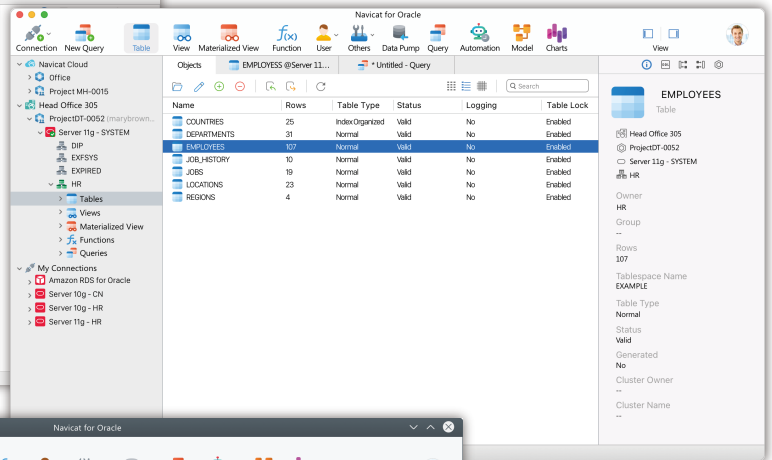 Navicat for Oracle
Connection New Query Table View Materialized View Function User Others Data Pump Query Automation Model Charts View
Navicat Cloud
Office
Project MH-0015
Head Office 305
ProjectDT-0052 (marybrown...
Server 11g - SYSTEM
DIP
EXFSYS
EXPIRED
HR
Tables
Views
Materialized View
Functions
Queries
My Connections
Amazon RDS for Oracle
Server 10g - CN
Server 10g - HR
Server 11g - HR
Objects EMPLOYESS @Server 11... * Untitled - Query
Search
Name Rows Table Type Status Logging Table Lock
COUNTRIES 25 IndexOrganized Valid No Enabled
DEPARTMENTS 31 Normal Valid No Enabled
EMPLOYEES 107 Normal Valid No Enabled
JOB_HISTORY 10 Normal Valid No Enabled
JOBS 19 Normal Valid No Enabled
LOCATIONS 23 Normal Valid No Enabled
REGIONS 4 Normal Valid No Enabled
EMPLOYEES
Table
Head Office 305
ProjectDT-0052
Server 11g - SYSTEM
HR
Owner
HR
Group
--
Rows
107
Tablespace Name
EXAMPLE
Table Type
Normal
Status
Valid
Generated
No
Cluster Owner
--
Cluster Name
--
Navicat for Oracle